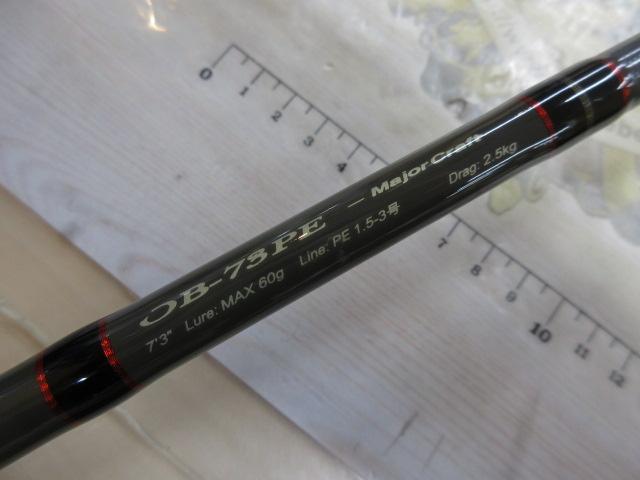 OB-73PE – Major Craft
7'3" Lure: MAX 60g Line: PE 1.5-3号 Drag: 2.5kg
0 1 2 3 4 7 8 9 10 11 12